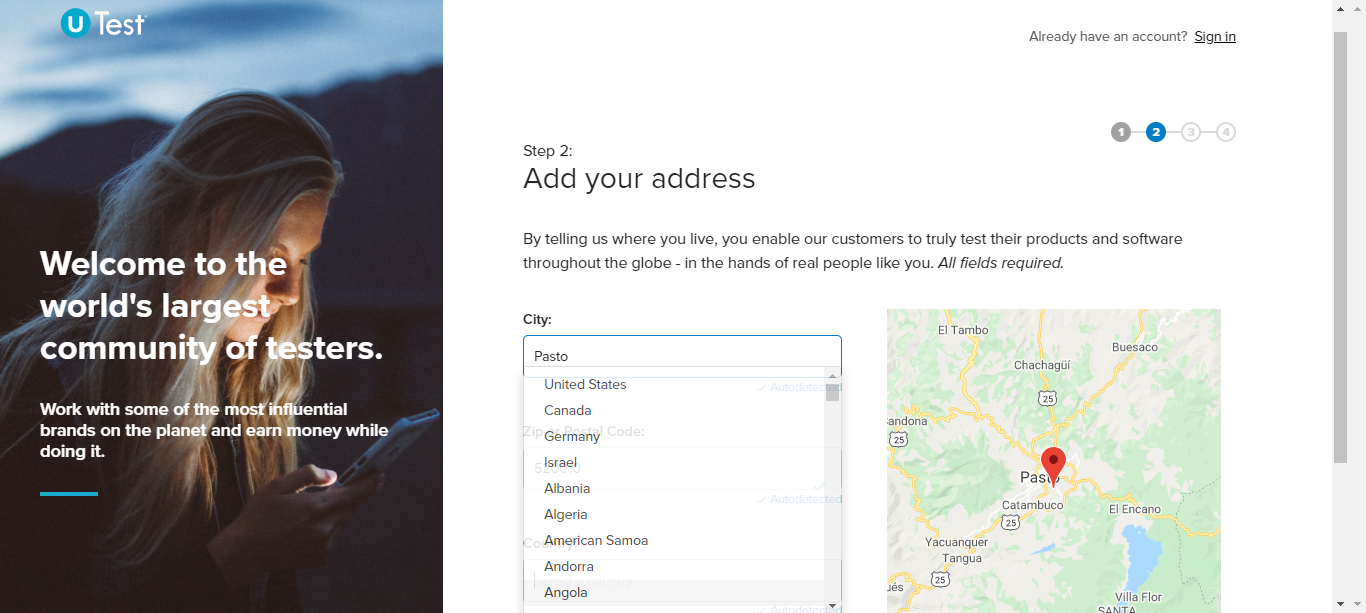 U Test
Already have an account? Sign in
1 2 3 4
Step 2:
Add your address
Welcome to the
world's largest
community of testers.
Work with some of the most influential
brands on the planet and earn money while
doing it.
By telling us where you live, you enable our customers to truly test their products and software
throughout the globe - in the hands of real people like you. All fields required.
City:
Pasto
United States
Autodetected
Canada
Zip or Postal Code:
Germany
Israel
Albania
Autodetected
Algeria
American Samoa
Country:
Andorra
Select a country
Angola
Autodetected
El Tambo
Buesaco
Chachagüí
25
Sandona
25
Pasto
Catambuco
El Encano
25
Yacuanquer
Tangua
25
Villa Flor
SANTA